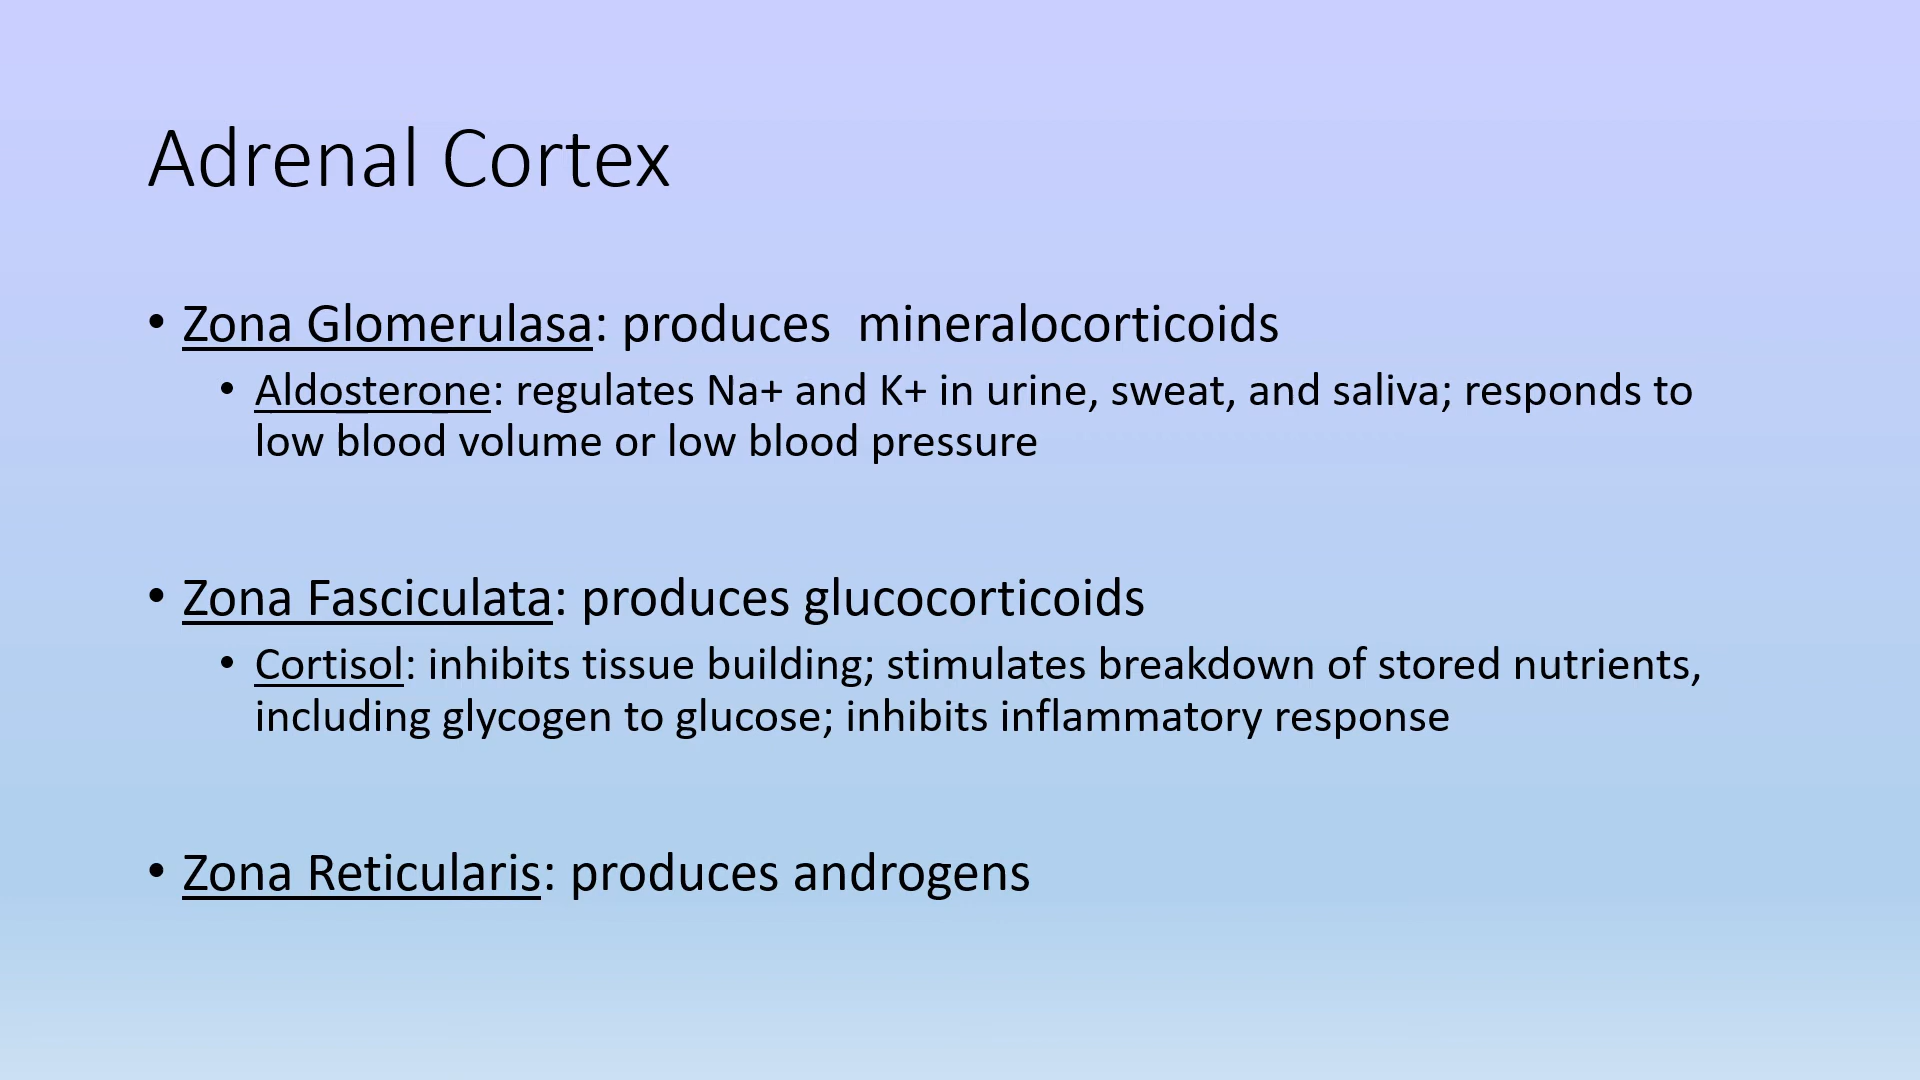 Adrenal Cortex
• Zona Glomerulasa: produces  mineralocorticoids
• Aldosterone: regulates Na+ and K+ in urine, sweat, and saliva; responds to
low blood volume or low blood pressure
• Zona Fasciculata: produces glucocorticoids
• Cortisol: inhibits tissue building; stimulates breakdown of stored nutrients,
including glycogen to glucose; inhibits inflammatory response
• Zona Reticularis: produces androgens